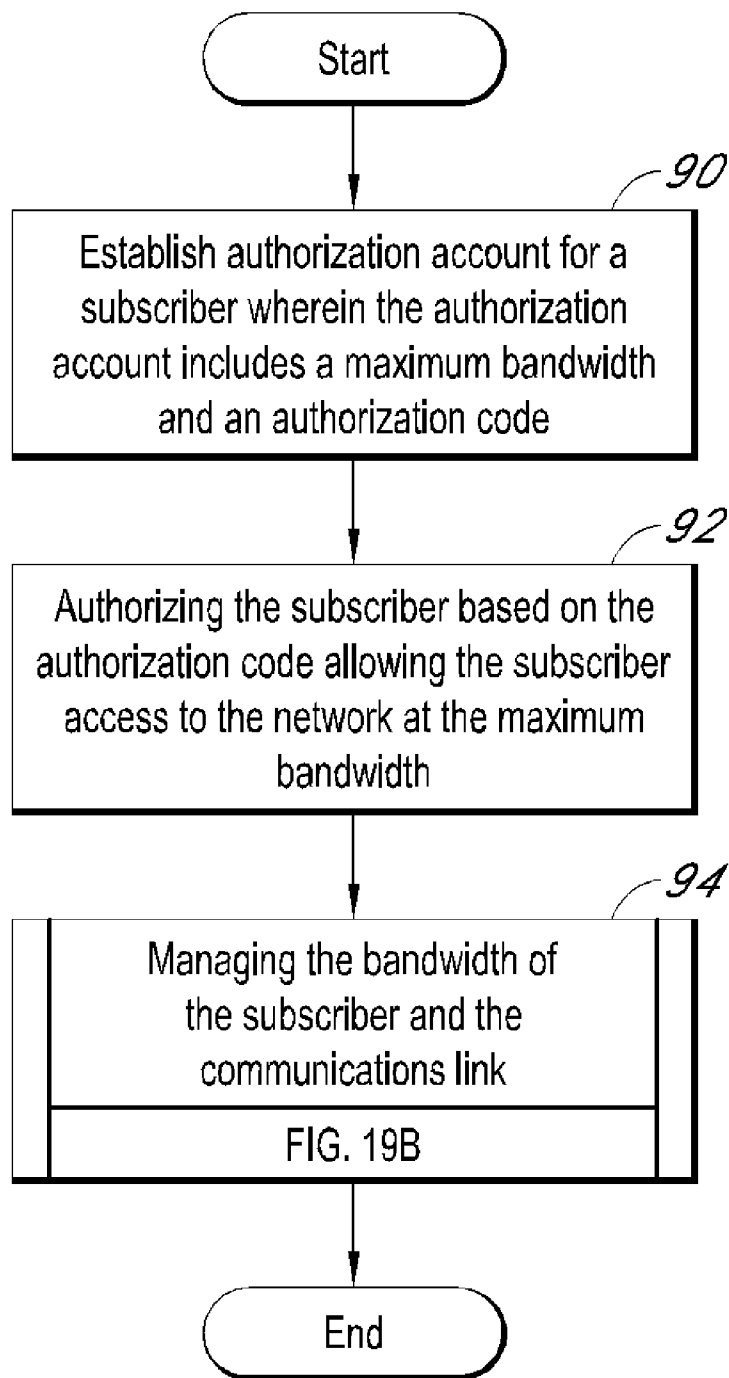 Start
90
Establish authorization account for a
subscriber wherein the authorization
account includes a maximum bandwidth
and an authorization code
92
Authorizing the subscriber based on the
authorization code allowing the subscriber
access to the network at the maximum
bandwidth
94
Managing the bandwidth of
the subscriber and the
communications link
FIG. 19B
End